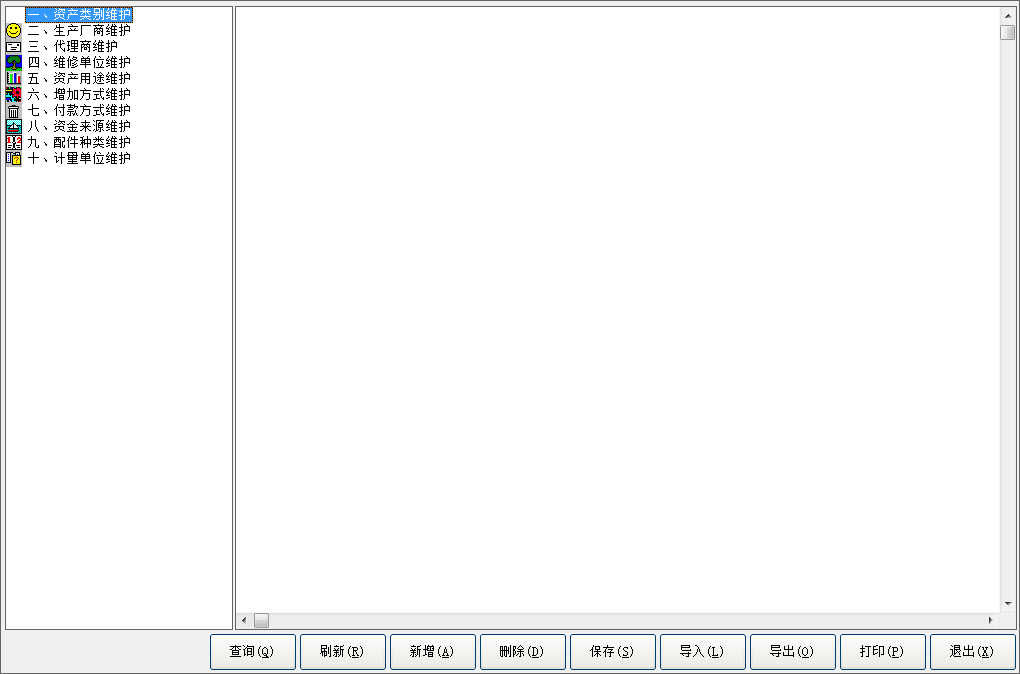 一、资产类别维护
二、生产厂商维护
三、代理商维护
四、维修单位维护
五、资产用途维护
六、增加方式维护
七、付款方式维护
八、资金来源维护
九、配件种类维护
十、计量单位维护
查询(Q) 刷新(R) 新增(A) 删除(D) 保存(S) 导入(L) 导出(O) 打印(P) 退出(X)